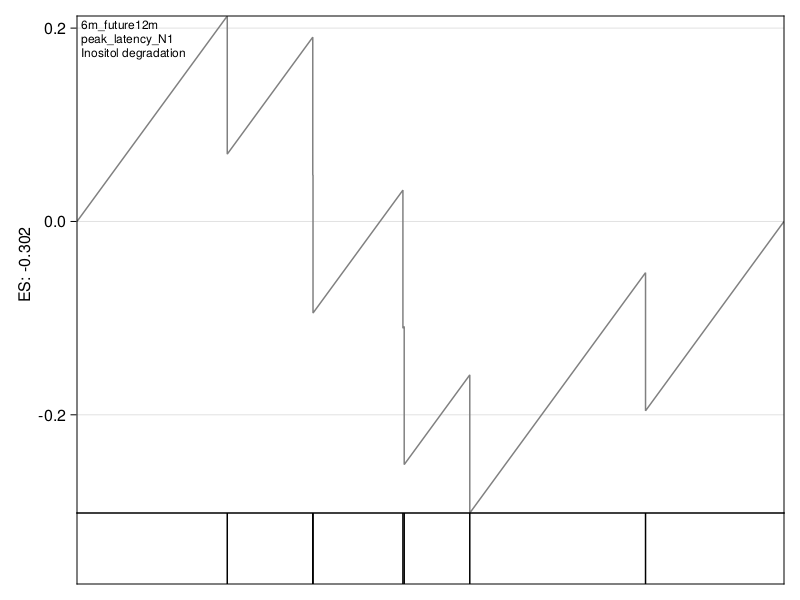 6m_future12m
peak_latency_N1
Inositol degradation
0.2
0.0
-0.2
ES: -0.302